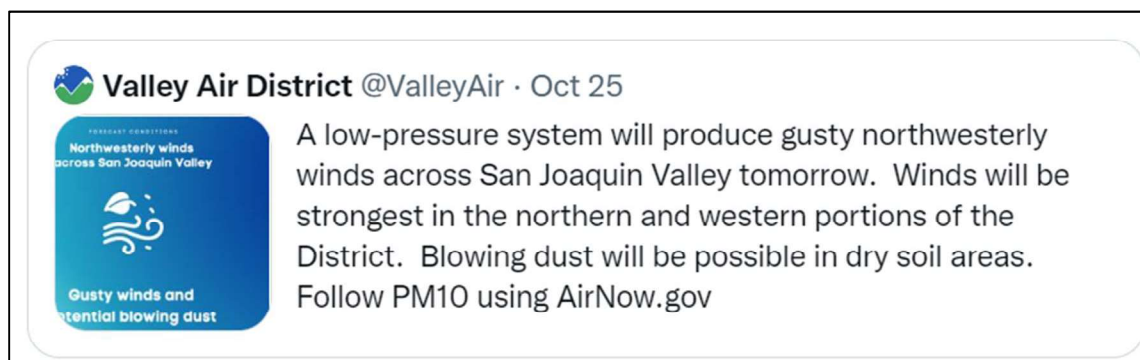 Valley Air District @ValleyAir · Oct 25
FORECAST CONDITIONS
Northwesterly winds
across San Joaquin Valley
Gusty winds and
otential blowing dust
A low-pressure system will produce gusty northwesterly
winds across San Joaquin Valley tomorrow.  Winds will be
strongest in the northern and western portions of the
District.  Blowing dust will be possible in dry soil areas.
Follow PM10 using AirNow.gov